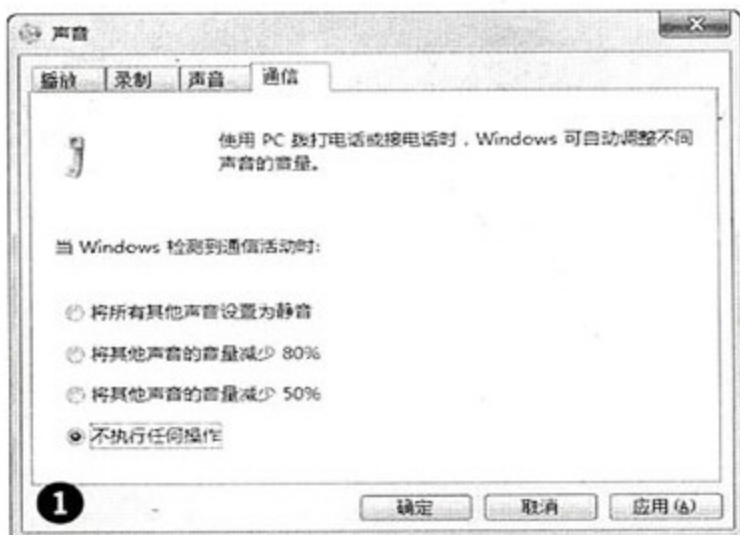 声音
播放 录制 声音 通信
使用 PC 拨打电话或接电话时，Windows 可自动调整不同
声音的音量。
当 Windows 检测到通信活动时:
将所有其他声音设置为静音
将其他声音的音量减少 80%
将其他声音的音量减少 50%
不执行任何操作
1
确定 取消 应用(A)